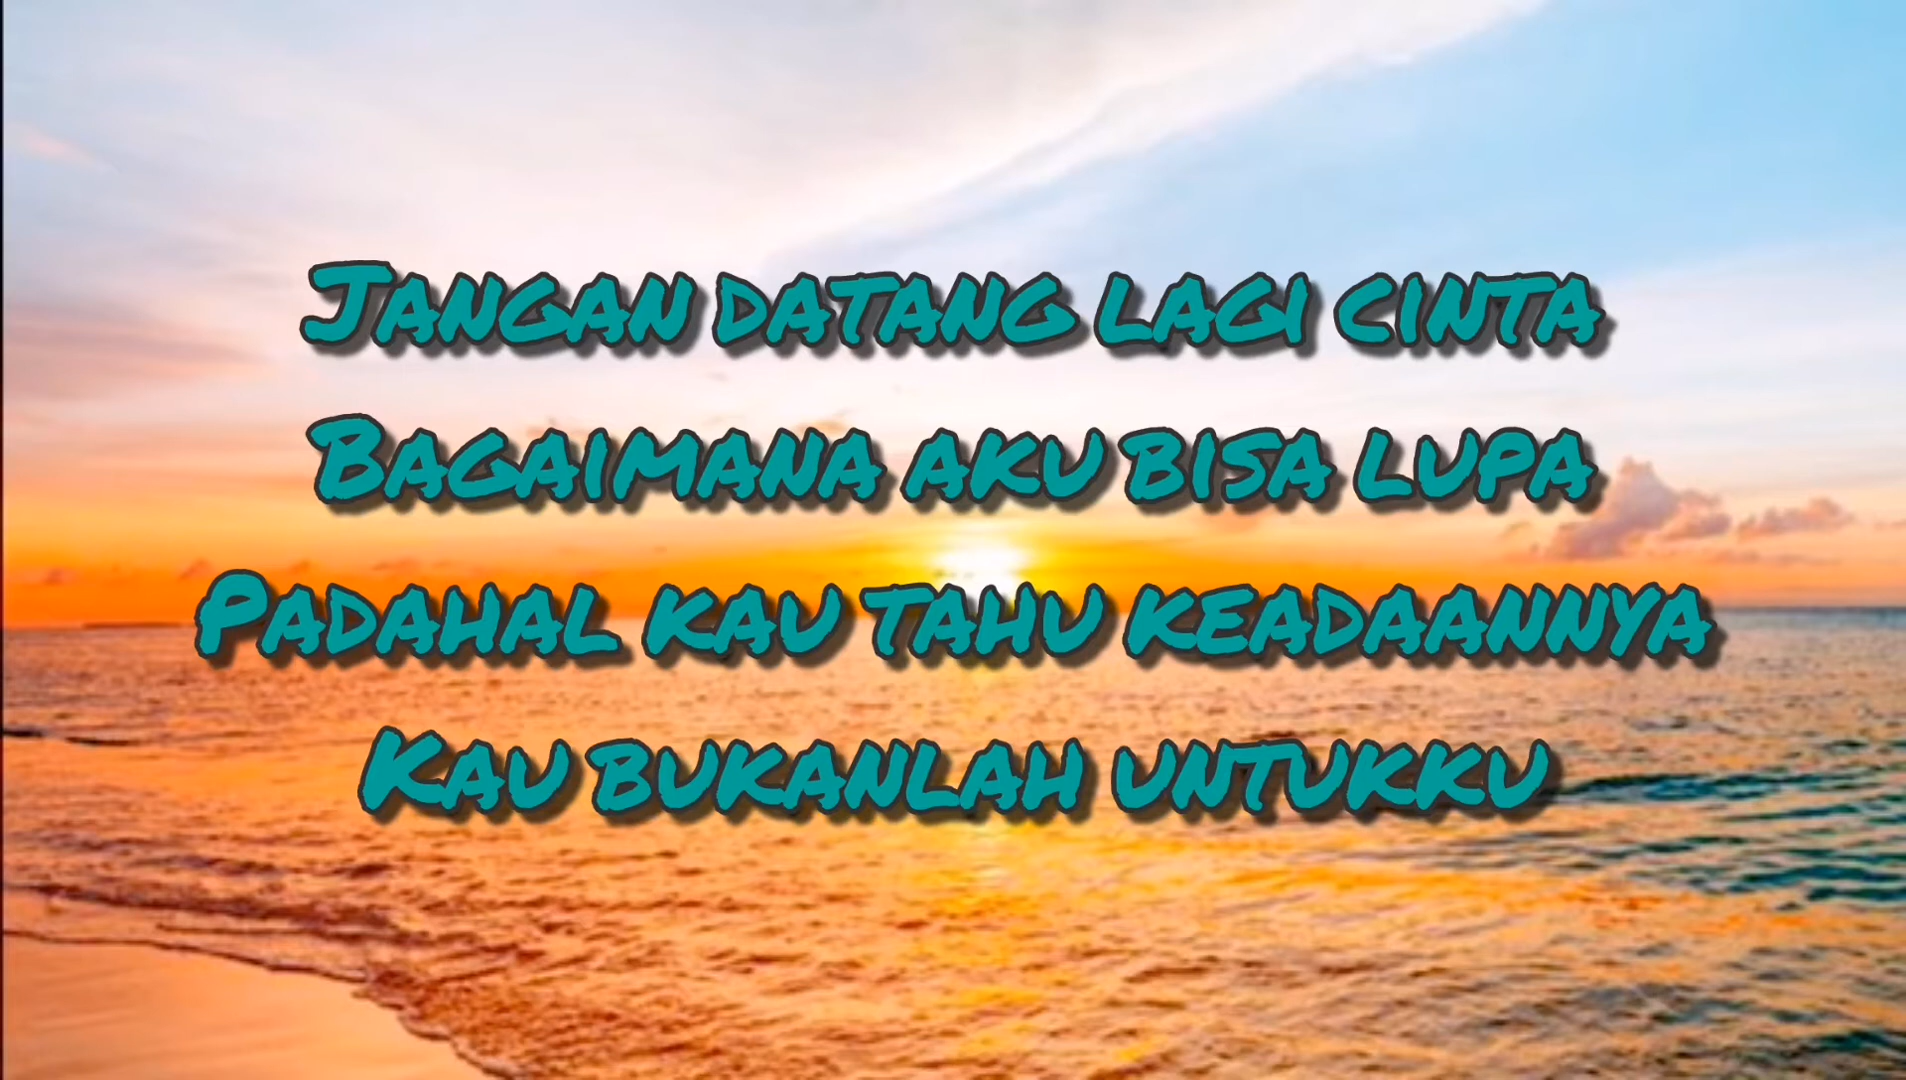 Jangan datang lagi cinta
Bagaimana aku bisa lupa
Padahal kau tahu keadaannya
Kau bukanlah untukku